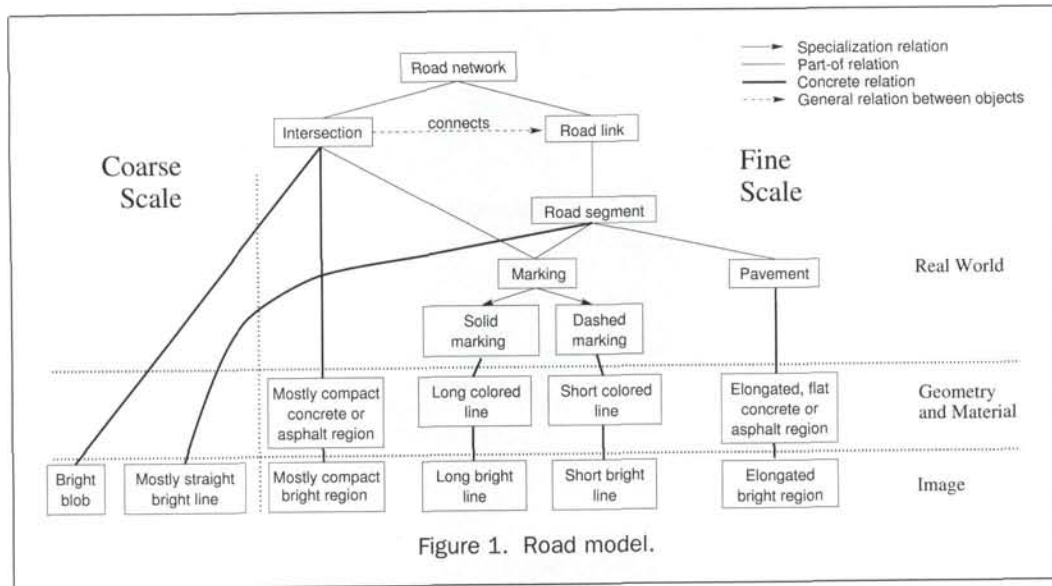 Road network
Specialization relation
Part-of relation
Concrete relation
General relation between objects
Intersection
connects
Road link
Coarse
Scale
Fine
Scale
Road segment
Marking
Pavement
Real World
Solid
marking
Dashed
marking
Mostly compact
concrete or
asphalt region
Long colored
line
Short colored
line
Elongated, flat
concrete or
asphalt region
Geometry
and Material
Bright
blob
Mostly straight
bright line
Mostly compact
bright region
Long bright
line
Short bright
line
Elongated
bright region
Image
Figure 1. Road model.